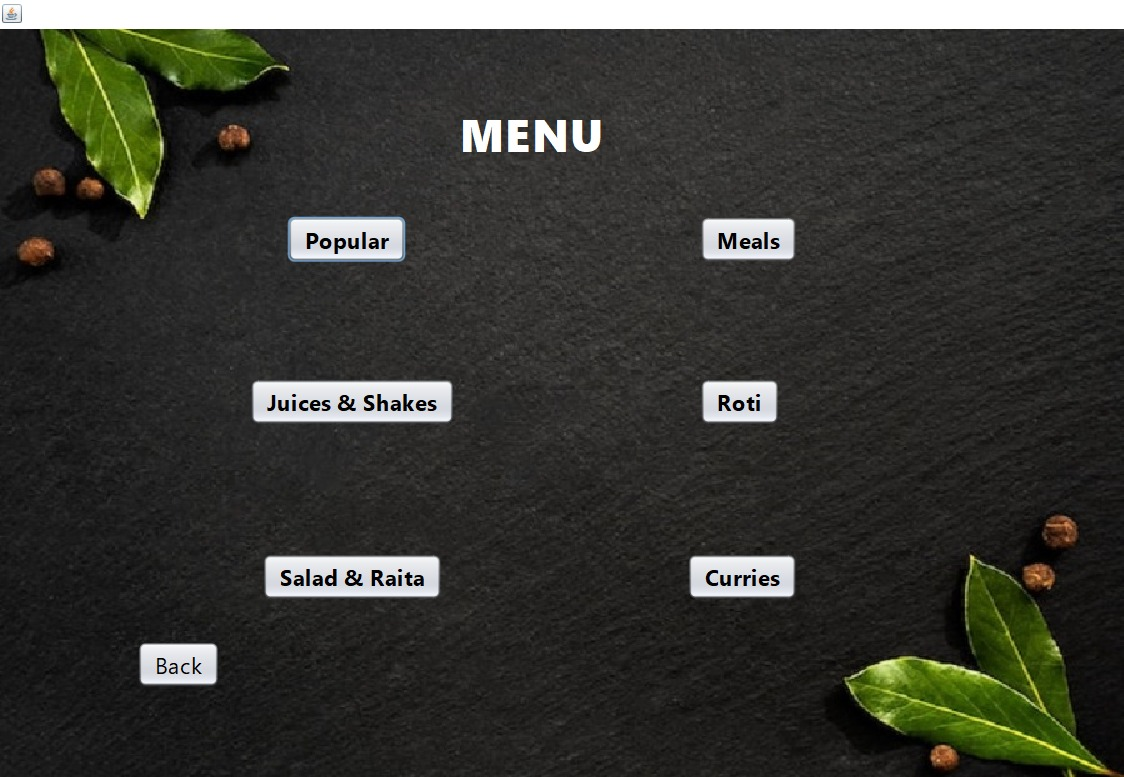 MENU
Popular
Meals
Juices & Shakes
Roti
Salad & Raita
Curries
Back